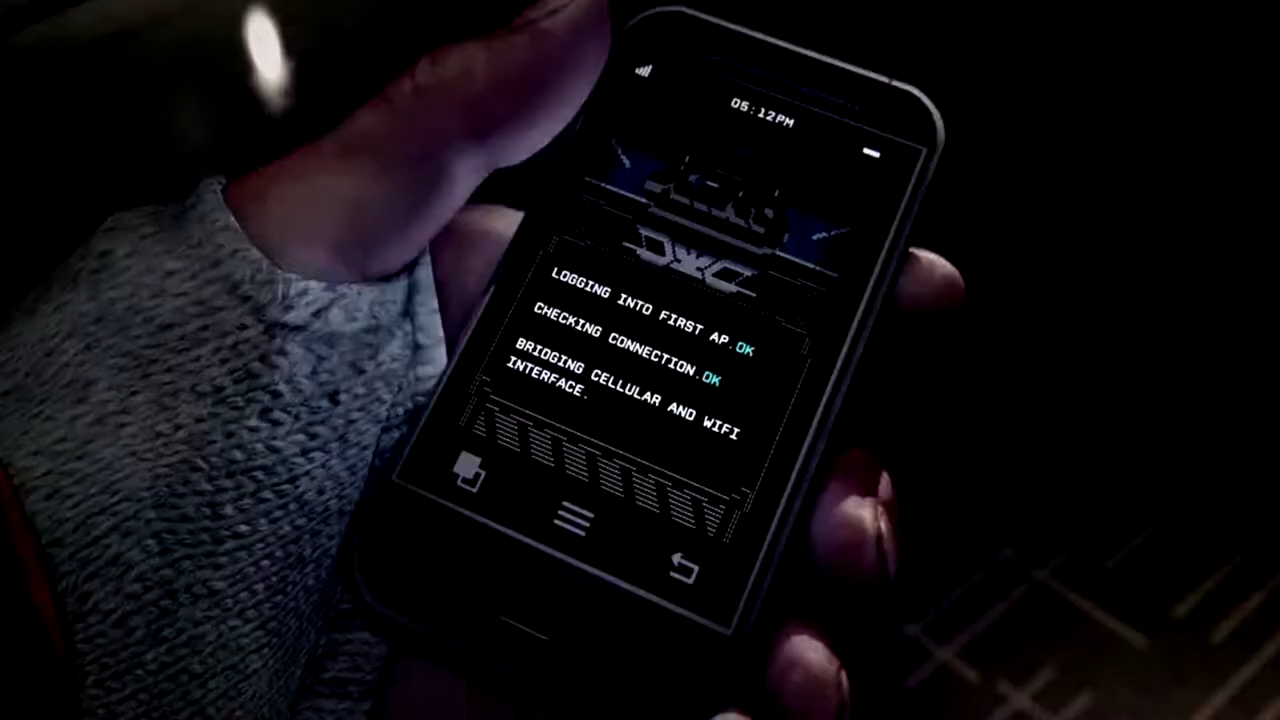 05:12PM
LOGGING INTO FIRST AP.OK
CHECKING CONNECTION.OK
BRIDGING CELLULAR AND WIFI
INTERFACE.